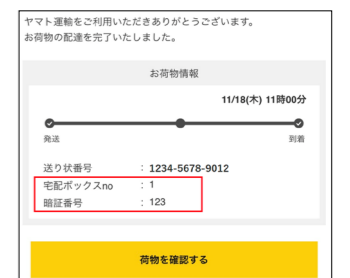 ヤマト運輸をご利用いただきありがとうございます。
お荷物の配達を完了いたしました。
お荷物情報
11/18(木) 11時00分
発送
到着
送り状番号 : 1234-5678-9012
宅配ボックスno : 1
暗証番号 : 123
荷物を確認する